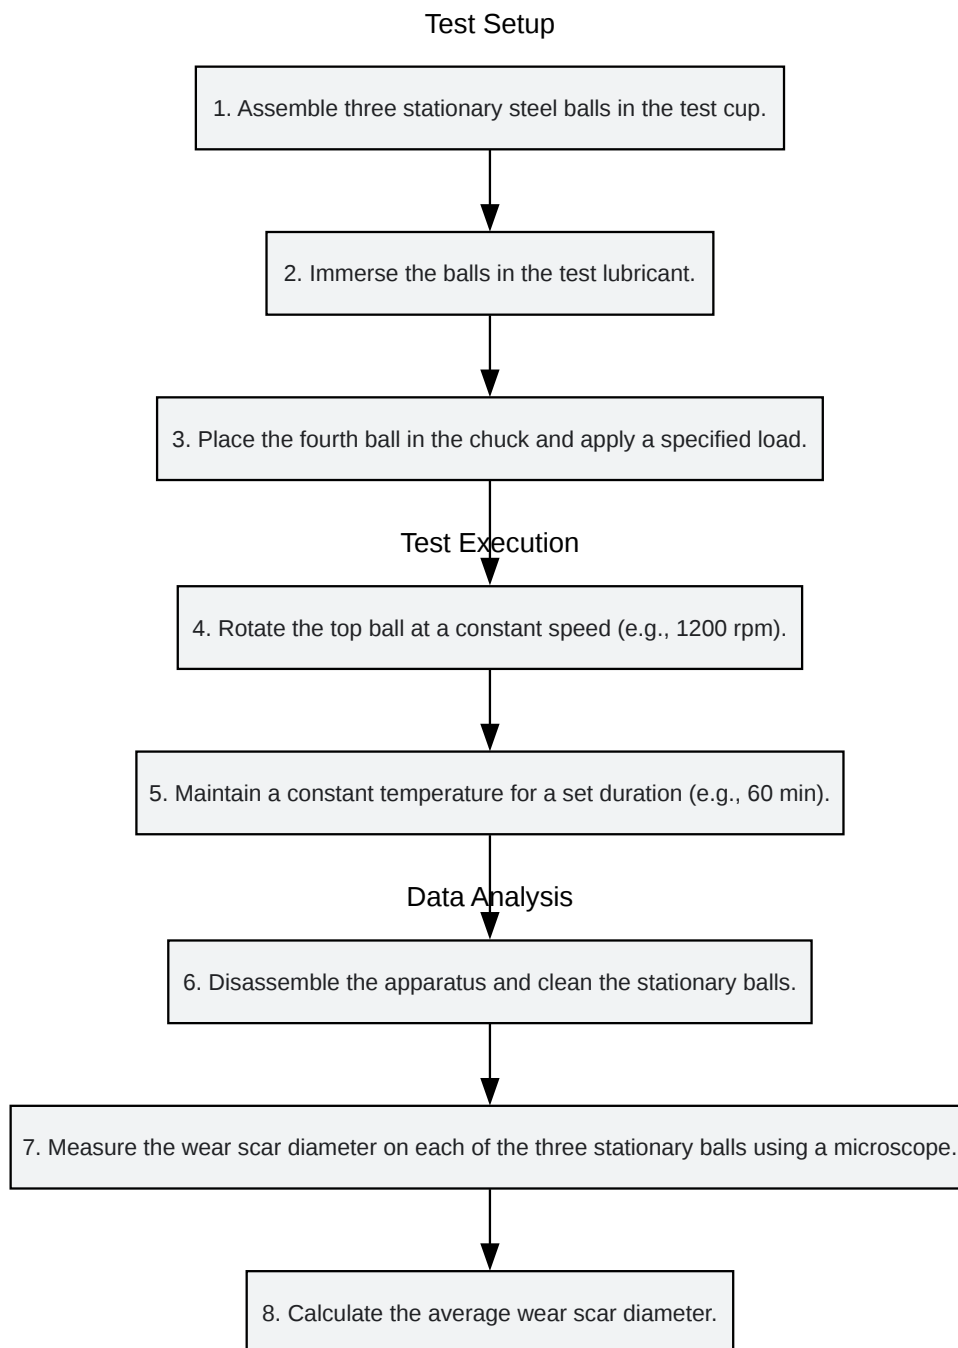 Test Setup
1. Assemble three stationary steel balls in the test cup.
2. Immerse the balls in the test lubricant.
3. Place the fourth ball in the chuck and apply a specified load.
Test Execution
4. Rotate the top ball at a constant speed (e.g., 1200 rpm).
5. Maintain a constant temperature for a set duration (e.g., 60 min).
Data Analysis
6. Disassemble the apparatus and clean the stationary balls.
7. Measure the wear scar diameter on each of the three stationary balls using a microscope.
8. Calculate the average wear scar diameter.